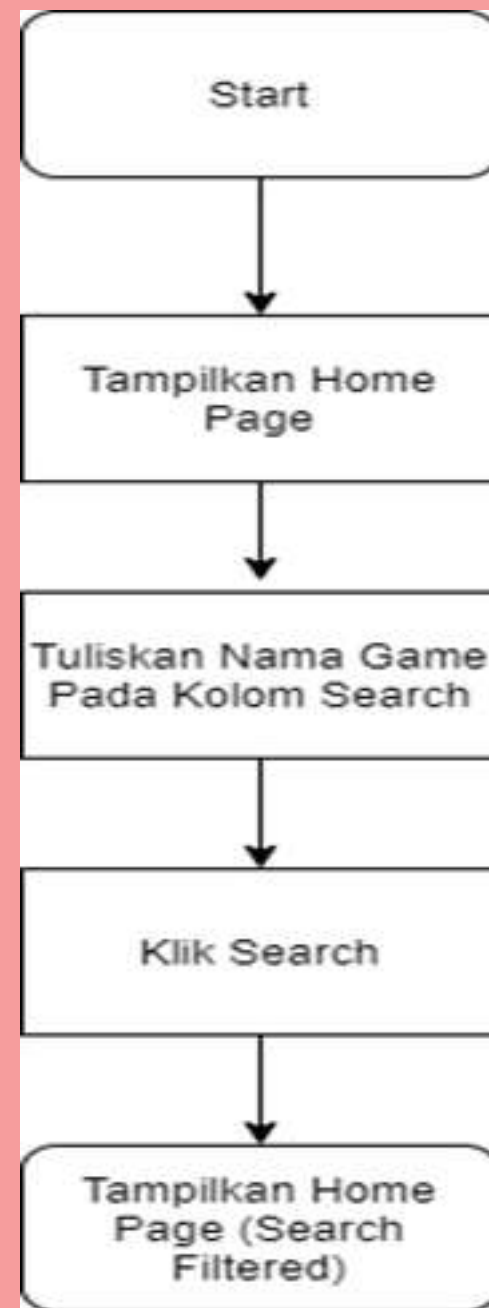 Start
Tampilkan Home
Page
Tuliskan Nama Game
Pada Kolom Search
Klik Search
Tampilkan Home
Page (Search
Filtered)